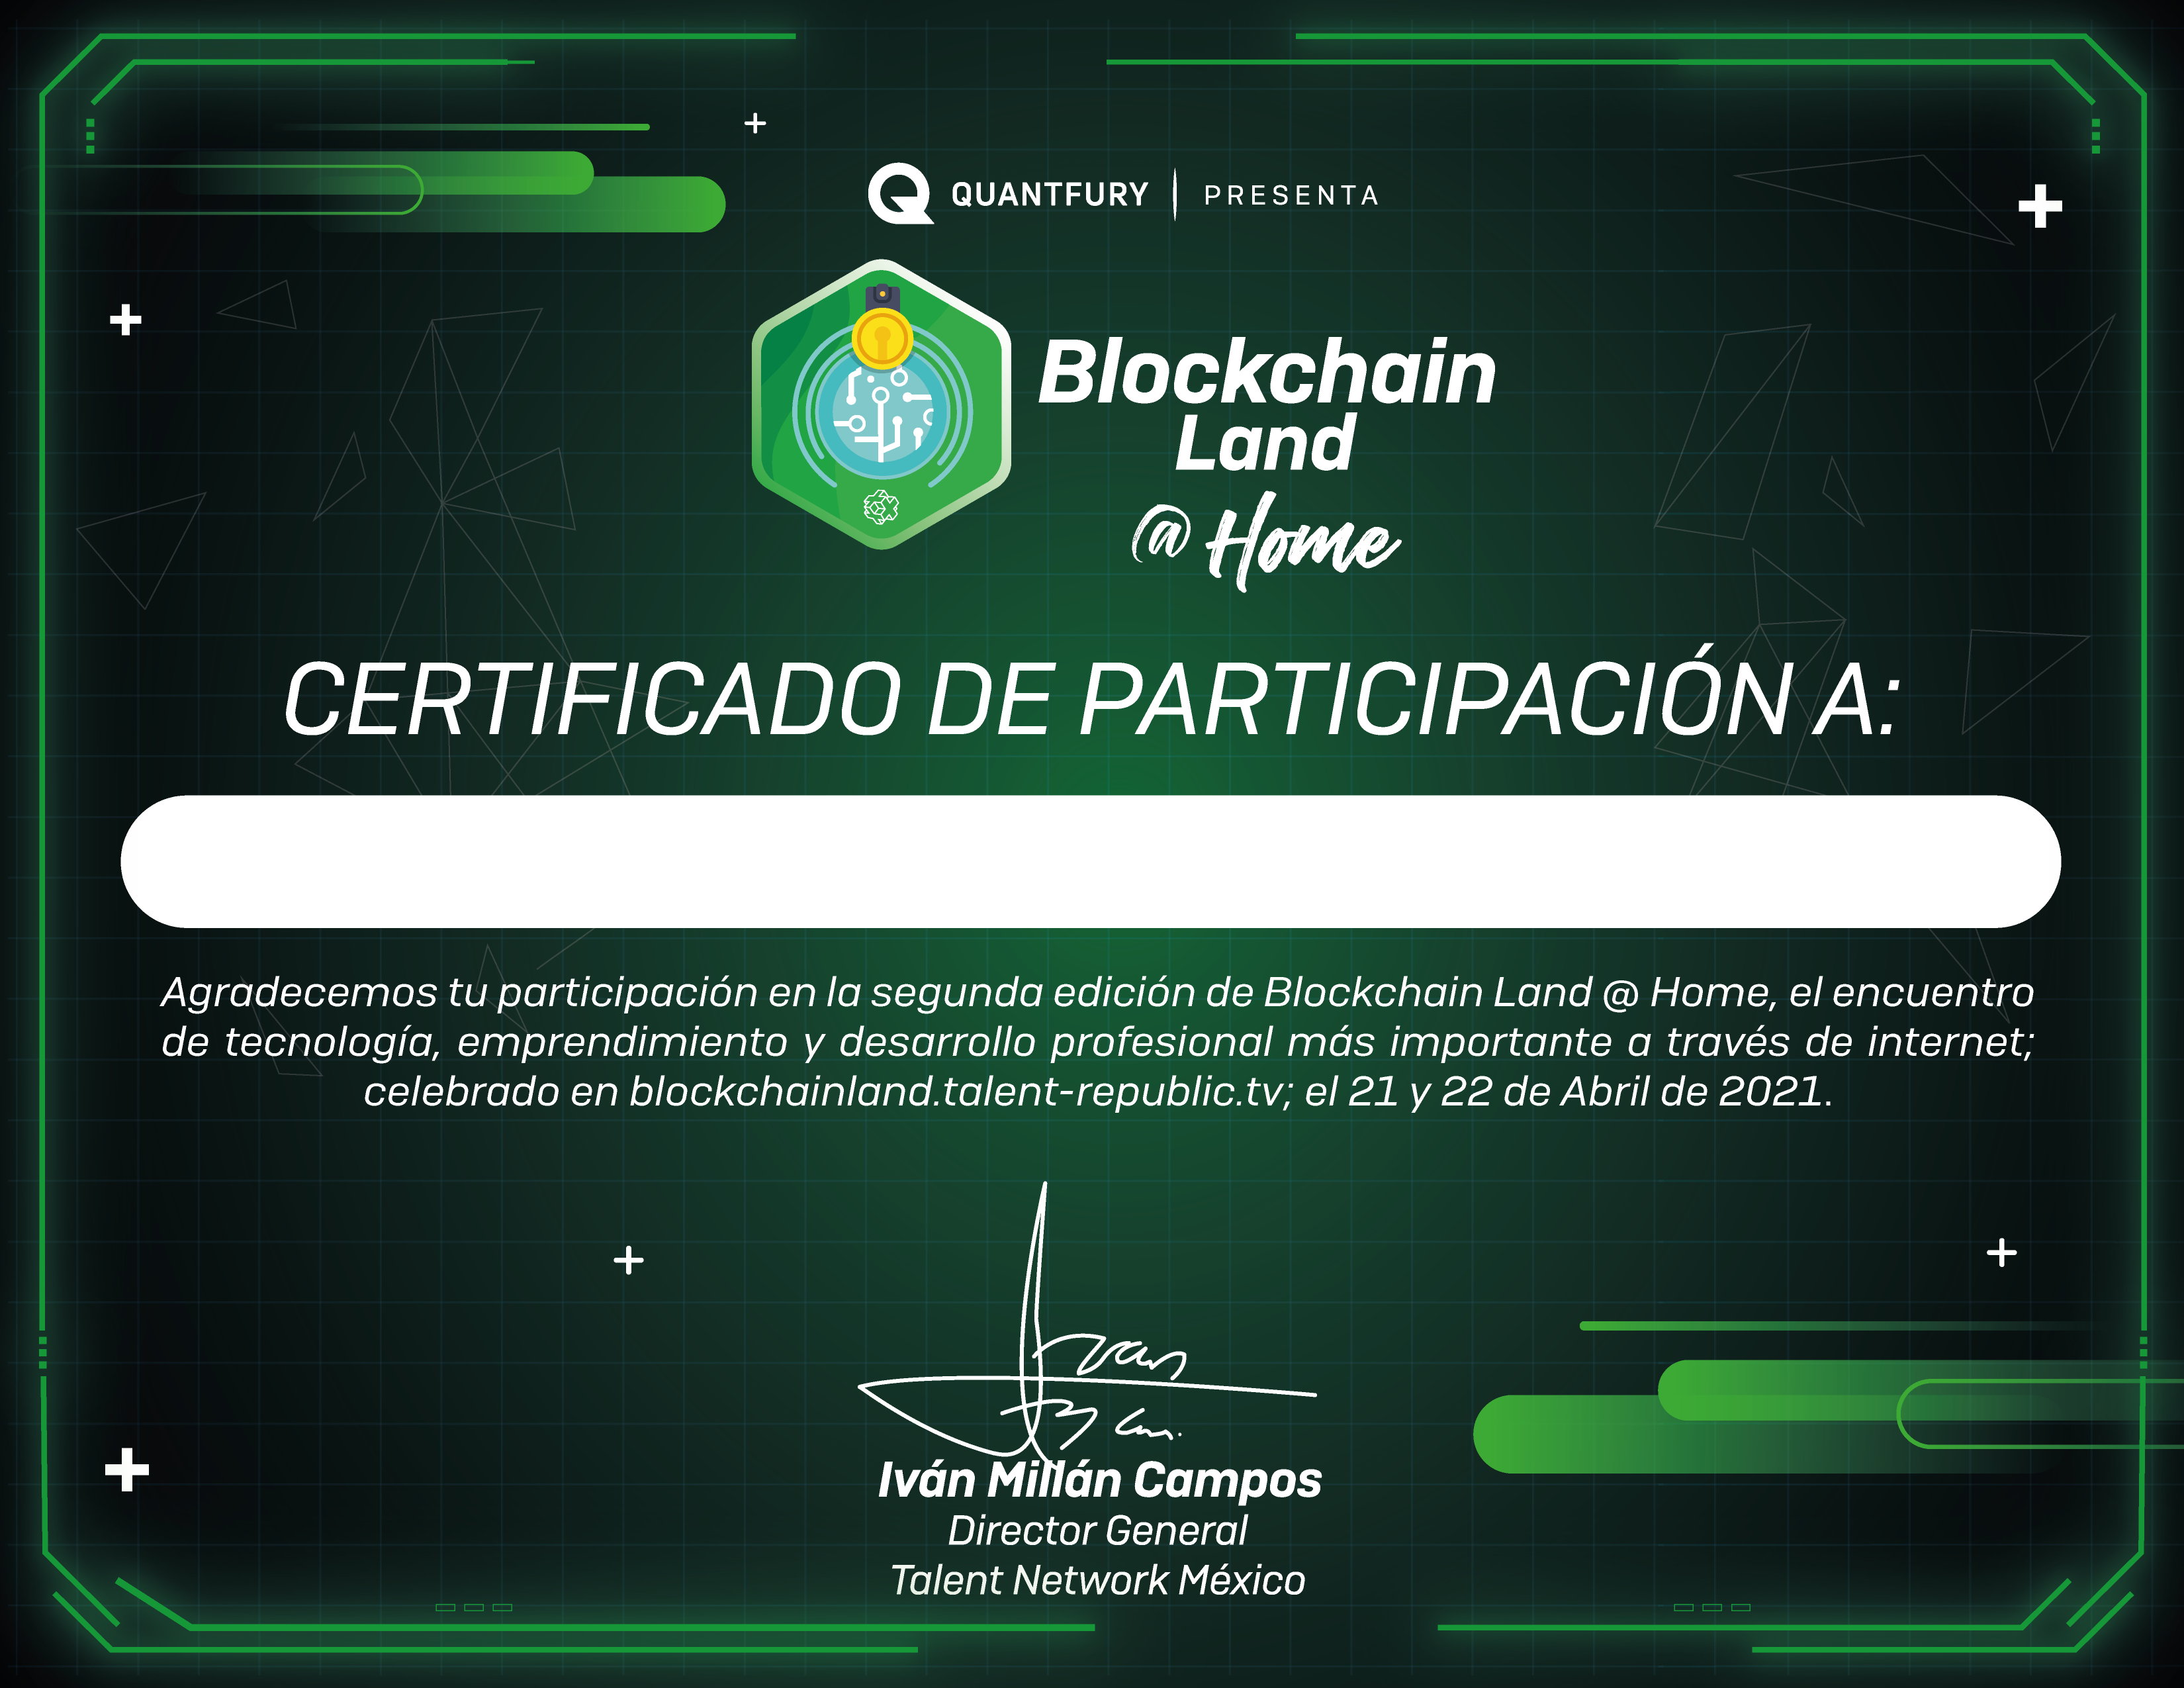 QUANTFURY | PRESENTA
Blockchain
Land
@ Home
CERTIFICADO DE PARTICIPACIÓN A:
Agradecemos tu participación en la segunda edición de Blockchain Land @ Home, el encuentro
de tecnología, emprendimiento y desarrollo profesional más importante a través de internet;
celebrado en blockchainland.talent-republic.tv; el 21 y 22 de Abril de 2021.
Iván Millán Campos
Director General
Talent Network México